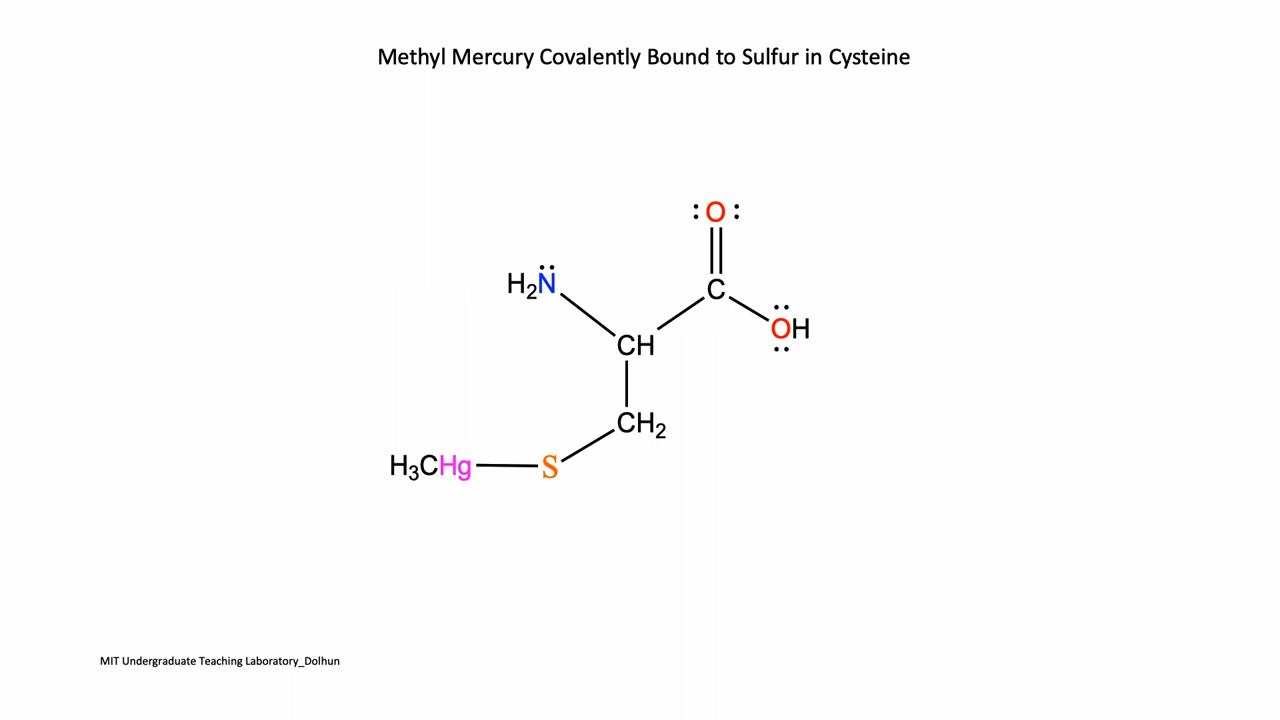 Methyl Mercury Covalently Bound to Sulfur in Cysteine
:O:
H₂N
C
OH
CH
CH₂
H₃CHg
S
MIT Undergraduate Teaching Laboratory_Dolhun